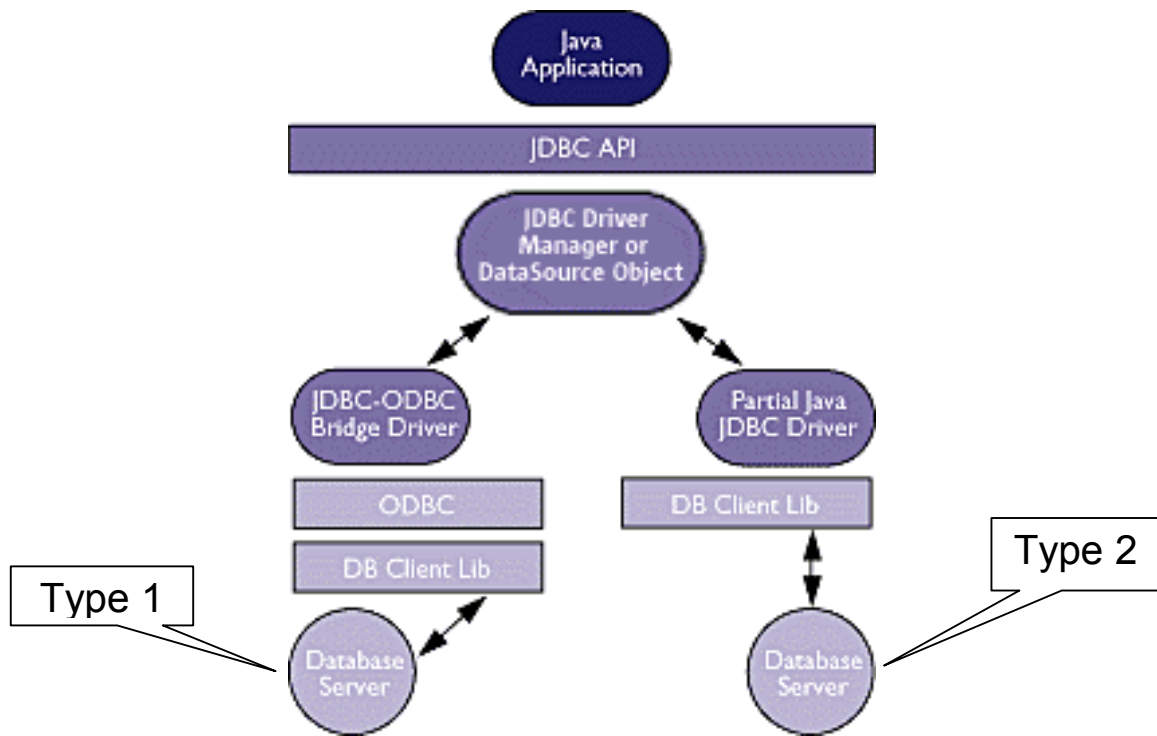 Java
Application
JDBC API
JDBC Driver
Manager or
DataSource Object
JDBC-ODBC
Bridge Driver
Partial Java
JDBC Driver
ODBC
DB Client Lib
DB Client Lib
Type 1
Type 2
Database
Server
Database
Server